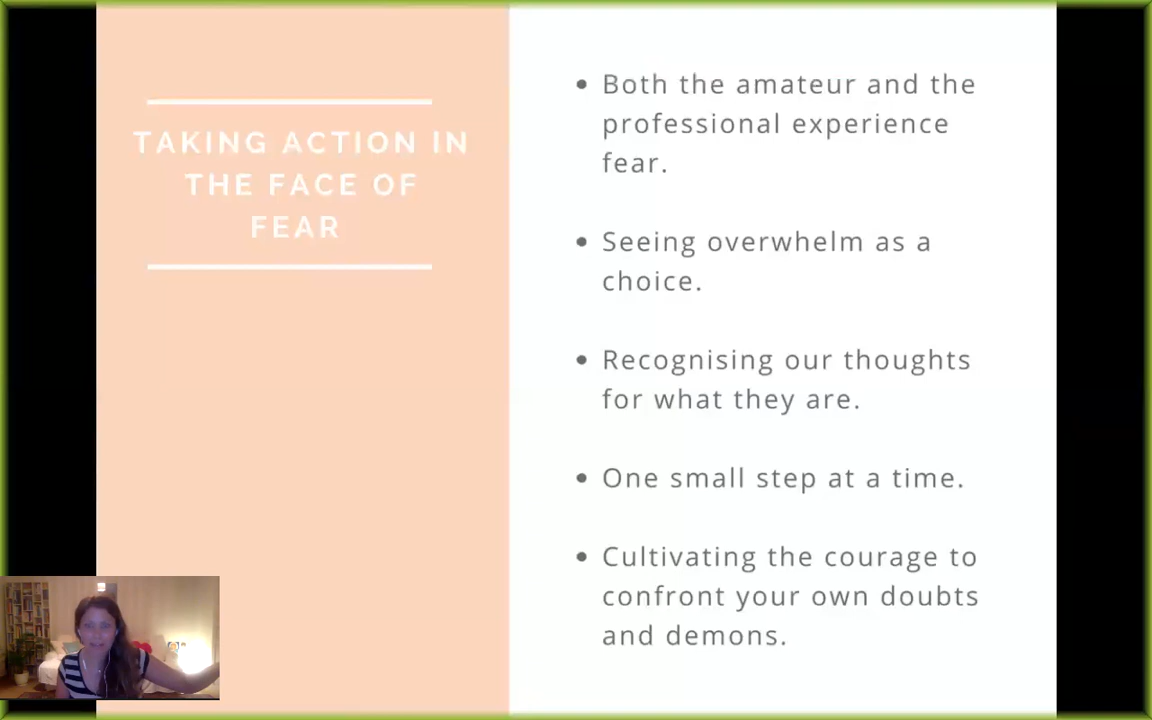 TAKING ACTION IN
THE FACE OF
FEAR
• Both the amateur and the
professional experience
fear.
• Seeing overwhelm as a
choice.
• Recognising our thoughts
for what they are.
• One small step at a time.
• Cultivating the courage to
confront your own doubts
and demons.